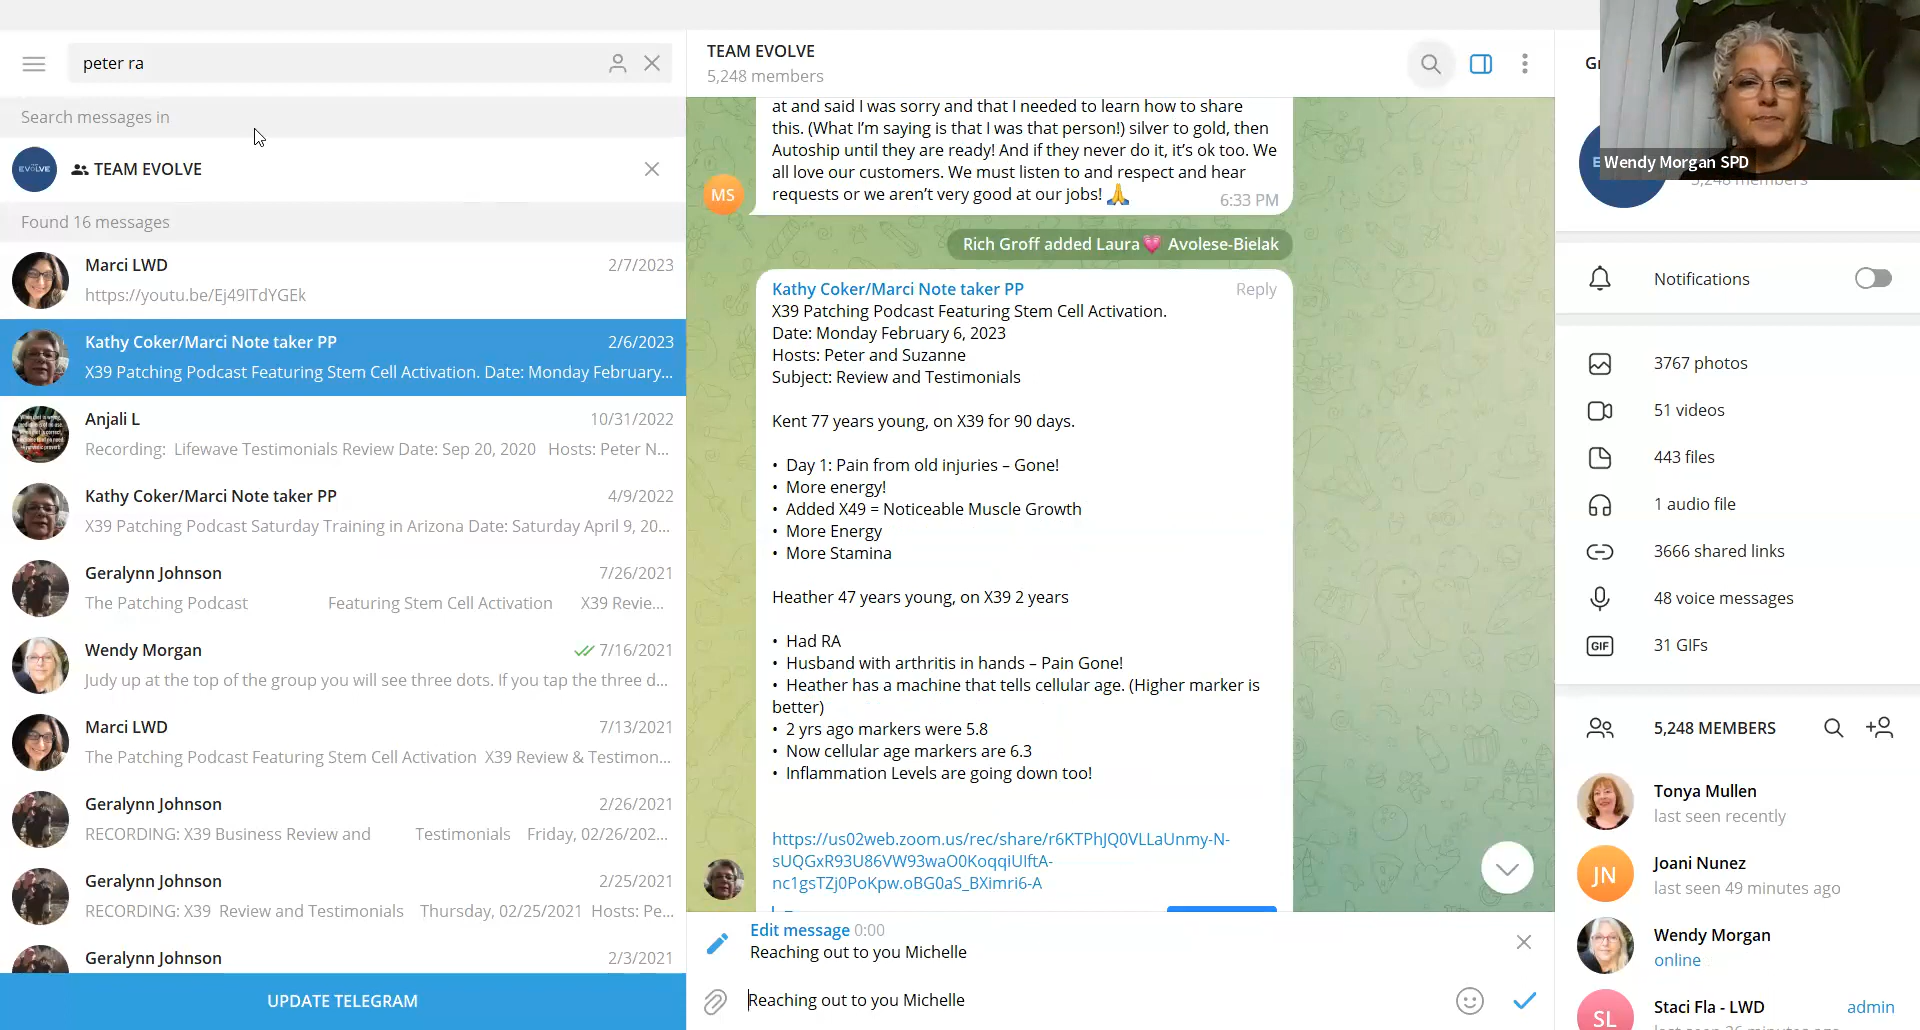 peter ra
Search messages in
EVOLVE
TEAM EVOLVE
Found 16 messages
Marci LWD 2/7/2023
https://youtu.be/Ej49ITdYGEk
Kathy Coker/Marci Note taker PP 2/6/2023
X39 Patching Podcast Featuring Stem Cell Activation. Date: Monday February...
Anjali L 10/31/2022
Recording: Lifewave Testimonials Review Date: Sep 20, 2020 Hosts: Peter N...
Kathy Coker/Marci Note taker PP 4/9/2022
X39 Patching Podcast Saturday Training in Arizona Date: Saturday April 9, 20...
Geralynn Johnson 7/26/2021
The Patching Podcast Featuring Stem Cell Activation X39 Revie...
Wendy Morgan 7/16/2021
Judy up at the top of the group you will see three dots. If you tap the three d...
Marci LWD 7/13/2021
The Patching Podcast Featuring Stem Cell Activation X39 Review & Testimon...
Geralynn Johnson 2/26/2021
RECORDING: X39 Business Review and Testimonials Friday, 02/26/202...
Geralynn Johnson 2/25/2021
RECORDING: X39 Review and Testimonials Thursday, 02/25/2021 Hosts: Pe...
Geralynn Johnson 2/3/2021
UPDATE TELEGRAM
TEAM EVOLVE
5,248 members
at and said I was sorry and that I needed to learn how to share
this. (What I'm saying is that I was that person!) silver to gold, then
Autoship until they are ready! And if they never do it, it's ok too. We
all love our customers. We must listen to and respect and hear
requests or we aren't very good at our jobs! 🙏 6:33 PM
MS
Rich Groff added Laura💗 Avolese-Bielak
Kathy Coker/Marci Note taker PP Reply
X39 Patching Podcast Featuring Stem Cell Activation.
Date: Monday February 6, 2023
Hosts: Peter and Suzanne
Subject: Review and Testimonials
Kent 77 years young, on X39 for 90 days.
• Day 1: Pain from old injuries – Gone!
• More energy!
• Added X49 = Noticeable Muscle Growth
• More Energy
• More Stamina
Heather 47 years young, on X39 2 years
• Had RA
• Husband with arthritis in hands – Pain Gone!
• Heather has a machine that tells cellular age. (Higher marker is
better)
• 2 yrs ago markers were 5.8
• Now cellular age markers are 6.3
• Inflammation Levels are going down too!
https://us02web.zoom.us/rec/share/r6KTPhJQ0VLLaUnmy-N-
sUQGxR93U86VW93waO0KoqqiUIftA-
nc1gsTZj0PoKpw.oBG0aS_BXimri6-A
Edit message 0:00
Reaching out to you Michelle
Reaching out to you Michelle
Gr
Wendy Morgan SPD
5,248 members
Notifications
3767 photos
51 videos
443 files
1 audio file
3666 shared links
48 voice messages
GIF 31 GIFs
5,248 MEMBERS
Tonya Mullen
last seen recently
JN Joani Nunez
last seen 49 minutes ago
Wendy Morgan
online
SL Staci Fla - LWD admin